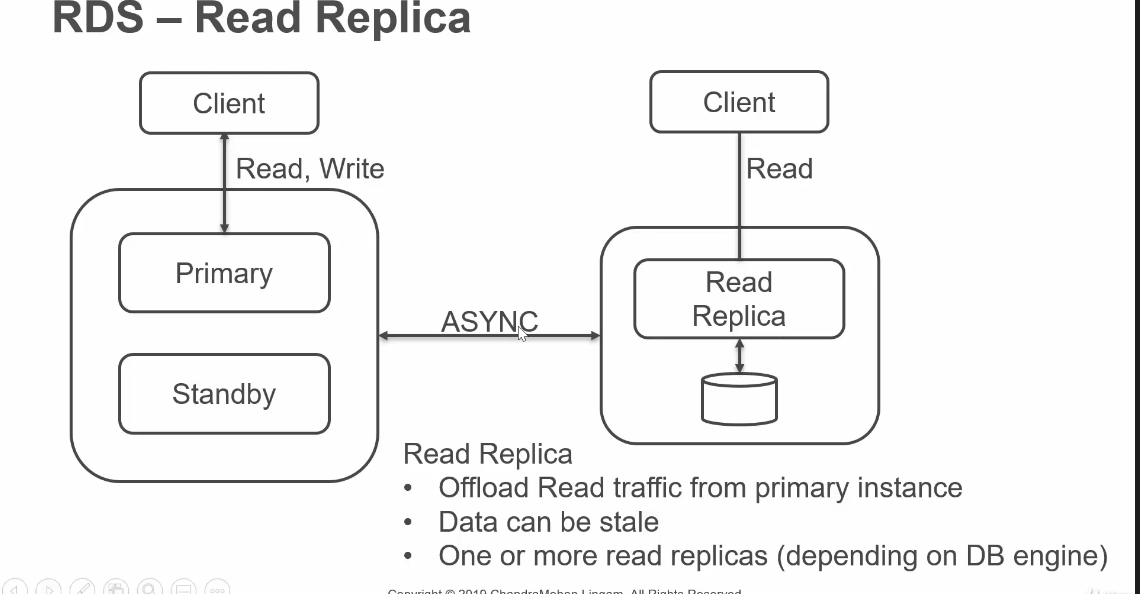 RDS – Read Replica
Client
Client
Read, Write
Read
Primary
Read
Replica
ASYNC
Standby
Read Replica
• Offload Read traffic from primary instance
• Data can be stale
• One or more read replicas (depending on DB engine)
Copyright © 2019 ChandraMohan Lingam. All Rights Reserved